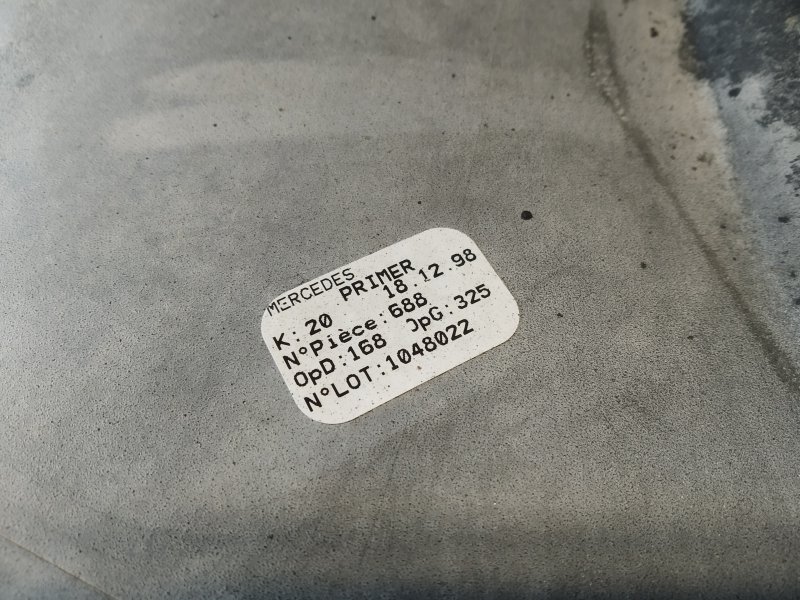 MERCEDES
PRIMER
K: 20 18.12.98
N°Pièce:688
OpD:168 OpG:325
N°LOT:1048022